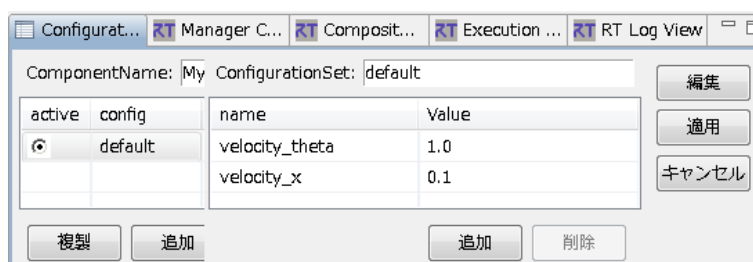 Configurat... RT Manager C... RT Composit... RT Execution ... RT RT Log View
ComponentName: My ConfigurationSet: default 編集
active config name Value 適用
default velocity_theta 1.0
velocity_x 0.1 キャンセル
複製 追加 追加 削除